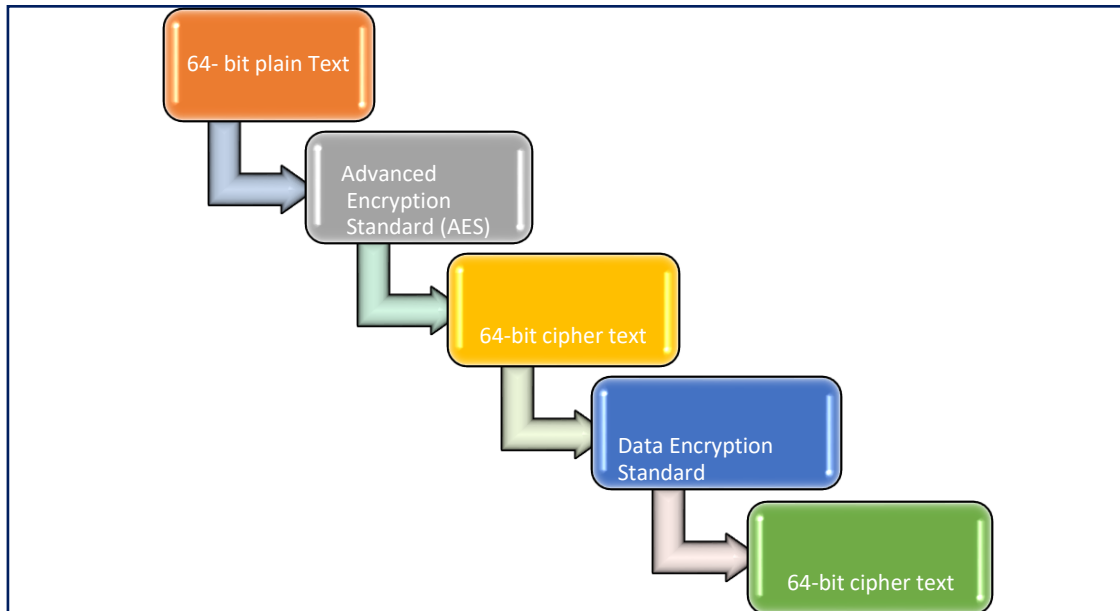 64- bit plain Text
Advanced
Encryption
Standard (AES)
64-bit cipher text
Data Encryption
Standard
64-bit cipher text